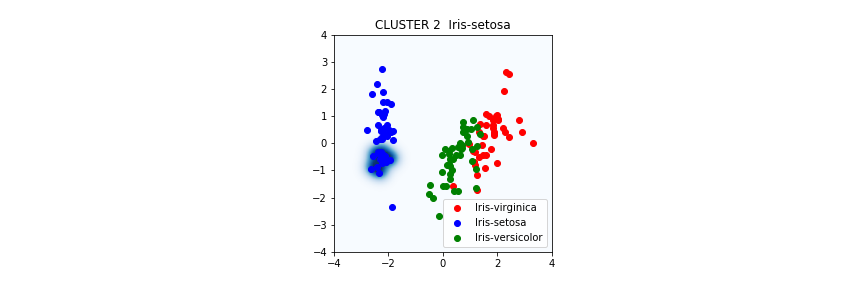 CLUSTER 2  Iris-setosa
4
3
2
1
0
−1
−2
−3
−4
−4 −2 0 2 4
Iris-virginica
Iris-setosa
Iris-versicolor